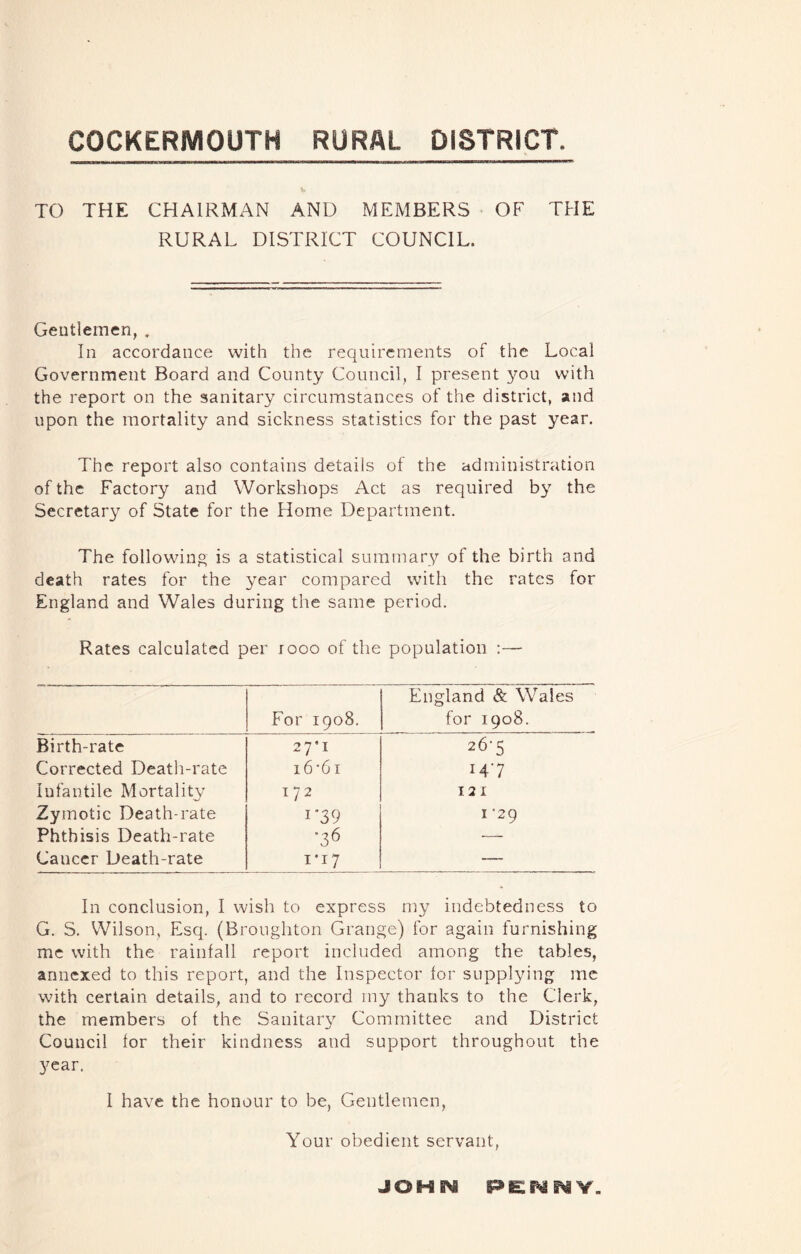 COCKERMOUTH RURAL DISTRICT.
TO THE CHAIRMAN AND MEMBERS OF THE
RURAL DISTRICT COUNCIL.
Gentlemen, .
In accordance with the requirements of the Local
Government Board and County Council, I present you with
the report on the sanitary circumstances of the district, and
upon the mortality and sickness statistics for the past year.
The report also contains details of the administration
of the Factory and Workshops Act as required by the
Secretary of State for the Home Department.
The following is a statistical summary of the birth and
death rates for the year compared with the rates for
England and Wales during the same period.
Rates calculated per 1000 of the population :—
England & Wales
For 1908. for 1908.
Birth-rate 27·1 26·5
Corrected Death-rate 16·61 14·7
Infantile Mortality 172 121
Zymotic Death-rate 1·39 1·29
Phthisis Death-rate ·36 —
Cancer Death-rate 1·17 —
In conclusion, I wish to express my indebtedness to
G. S. Wilson, Esq. (Broughton Grange) for again furnishing
me with the rainfall report included among the tables,
annexed to this report, and the Inspector for supplying me
with certain details, and to record my thanks to the Clerk,
the members of the Sanitary Committee and District
Council for their kindness and support throughout the
year.
I have the honour to be, Gentlemen,
Your obedient servant,
JOHN PENNY.